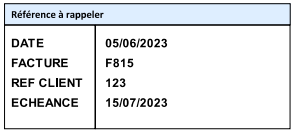 Référence à rappeler
DATE 05/06/2023
FACTURE F815
REF CLIENT 123
ECHEANCE 15/07/2023